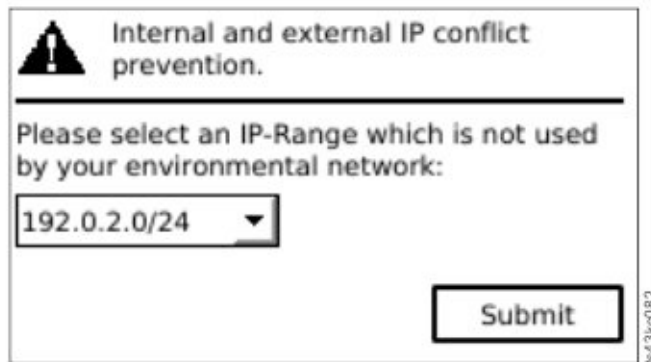 Internal and external IP conflict
prevention.
Please select an IP-Range which is not used
by your environmental network:
192.0.2.0/24
Submit